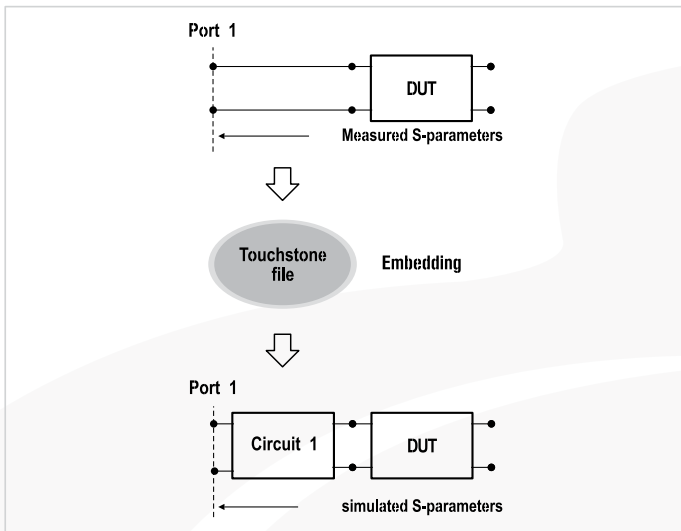 Port 1
DUT
Measured S-parameters
Touchstone
file
Embedding
Port 1
Circuit 1
DUT
simulated S-parameters